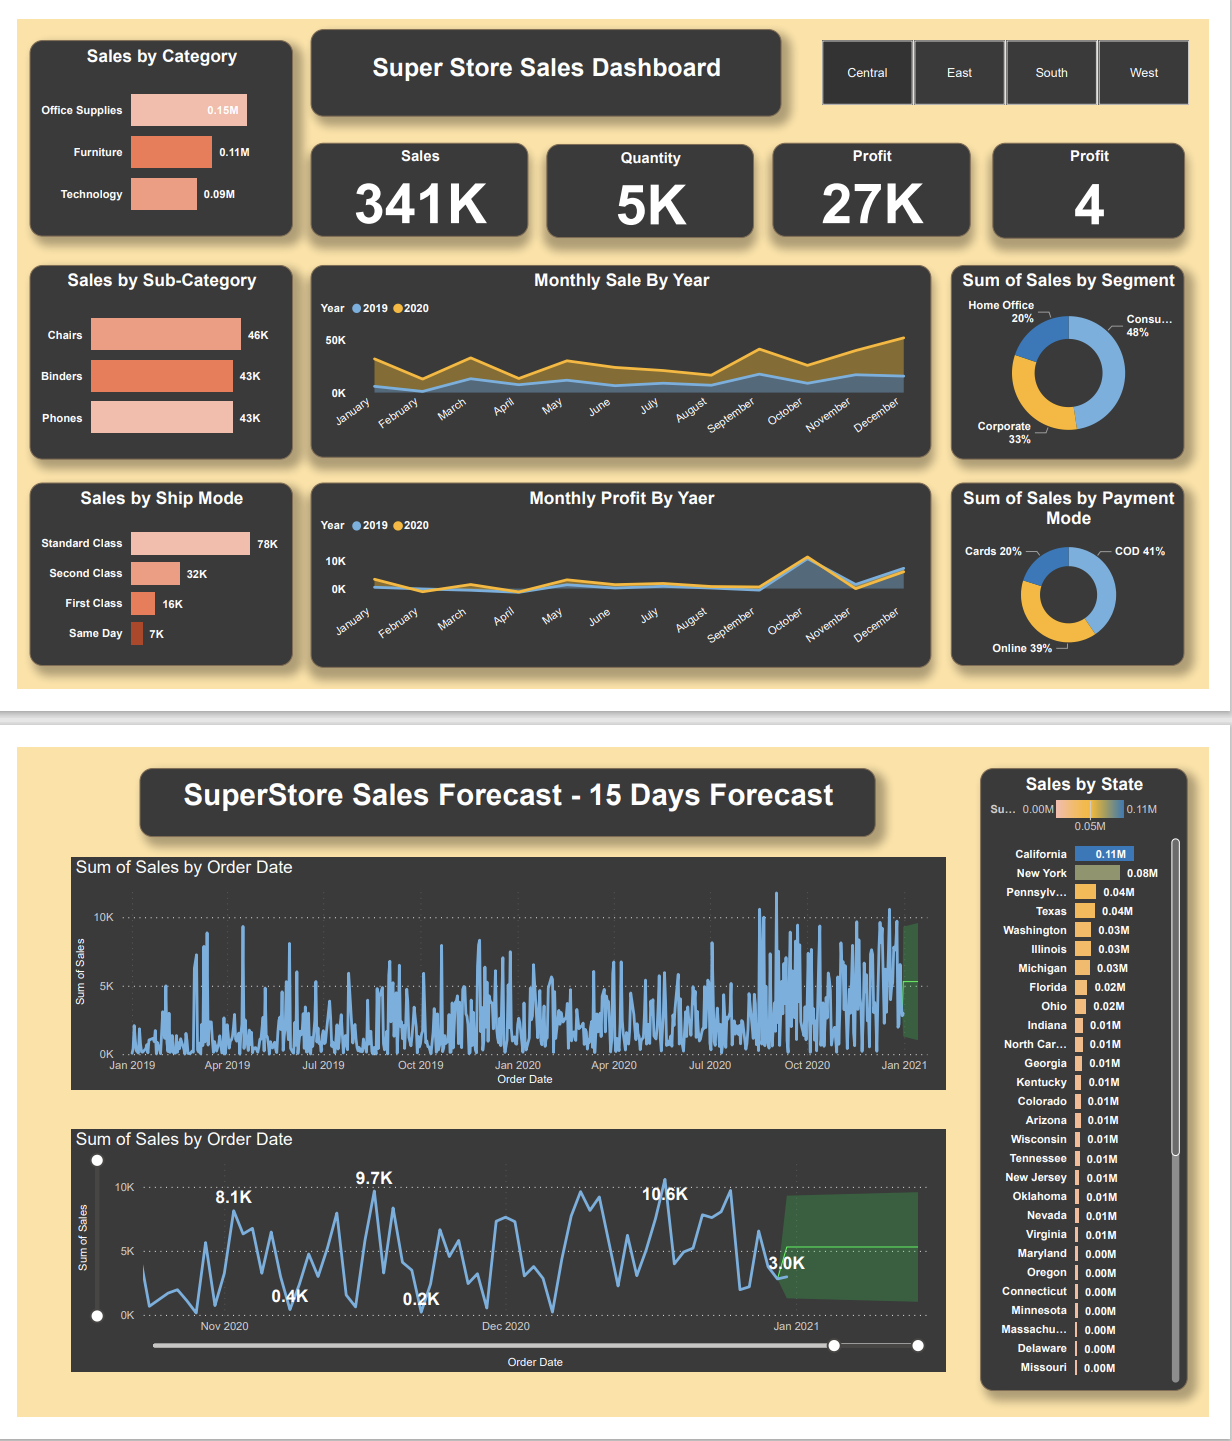 Sales by Category
Office Supplies 0.15M
Furniture 0.11M
Technology 0.09M
Super Store Sales Dashboard
Central East South West
Sales
341K
Quantity
5K
Profit
27K
Profit
4
Sales by Sub-Category
Chairs 46K
Binders 43K
Phones 43K
Monthly Sale By Year
Year 2019 2020
50K
0K
January February March April May June July August September October November December
Sum of Sales by Segment
Home Office
20%
Consu...
48%
Corporate
33%
Sales by Ship Mode
Standard Class 78K
Second Class 32K
First Class 16K
Same Day 7K
Monthly Profit By Yaer
Year 2019 2020
10K
0K
January February March April May June July August September October November December
Sum of Sales by Payment
Mode
Cards 20% COD 41%
Online 39%
SuperStore Sales Forecast - 15 Days Forecast
Sum of Sales by Order Date
Sum of Sales
10K
5K
0K
Jan 2019 Apr 2019 Jul 2019 Oct 2019 Jan 2020 Apr 2020 Jul 2020 Oct 2020 Jan 2021
Order Date
Sum of Sales by Order Date
Sum of Sales
10K
5K
0K
8.1K
0.4K
9.7K
0.2K
10.6K
3.0K
Nov 2020 Dec 2020 Jan 2021
Order Date
Sales by State
Su... 0.00M 0.11M
0.05M
California 0.11M
New York 0.08M
Pennsylv... 0.04M
Texas 0.04M
Washington 0.03M
Illinois 0.03M
Michigan 0.03M
Florida 0.02M
Ohio 0.02M
Indiana 0.01M
North Car... 0.01M
Georgia 0.01M
Kentucky 0.01M
Colorado 0.01M
Arizona 0.01M
Wisconsin 0.01M
Tennessee 0.01M
New Jersey 0.01M
Oklahoma 0.01M
Nevada 0.01M
Virginia 0.01M
Maryland 0.00M
Oregon 0.00M
Connecticut 0.00M
Minnesota 0.00M
Massachu... 0.00M
Delaware 0.00M
Missouri 0.00M